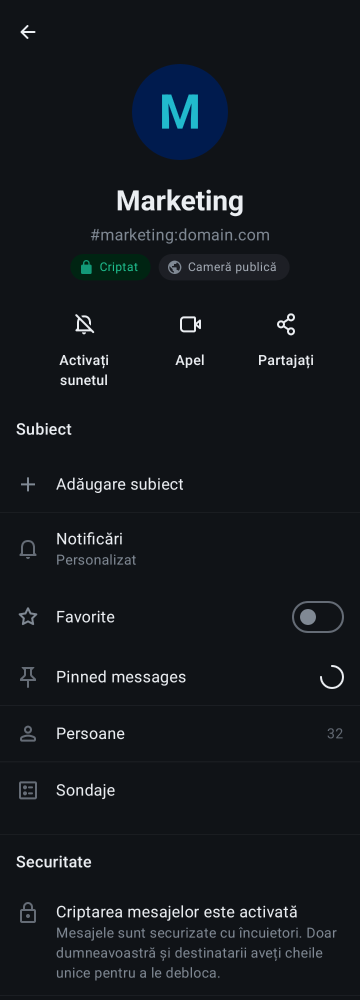 M
Marketing
#marketing:domain.com
Criptat
Cameră publică
Activați
sunetul
Apel
Partajați
Subiect
Adăugare subiect
Notificări
Personalizat
Favorite
Pinned messages
Persoane
32
Sondaje
Securitate
Criptarea mesajelor este activată
Mesajele sunt securizate cu încuietori. Doar
dumneavoastră și destinatarii aveți cheile
unice pentru a le debloca.